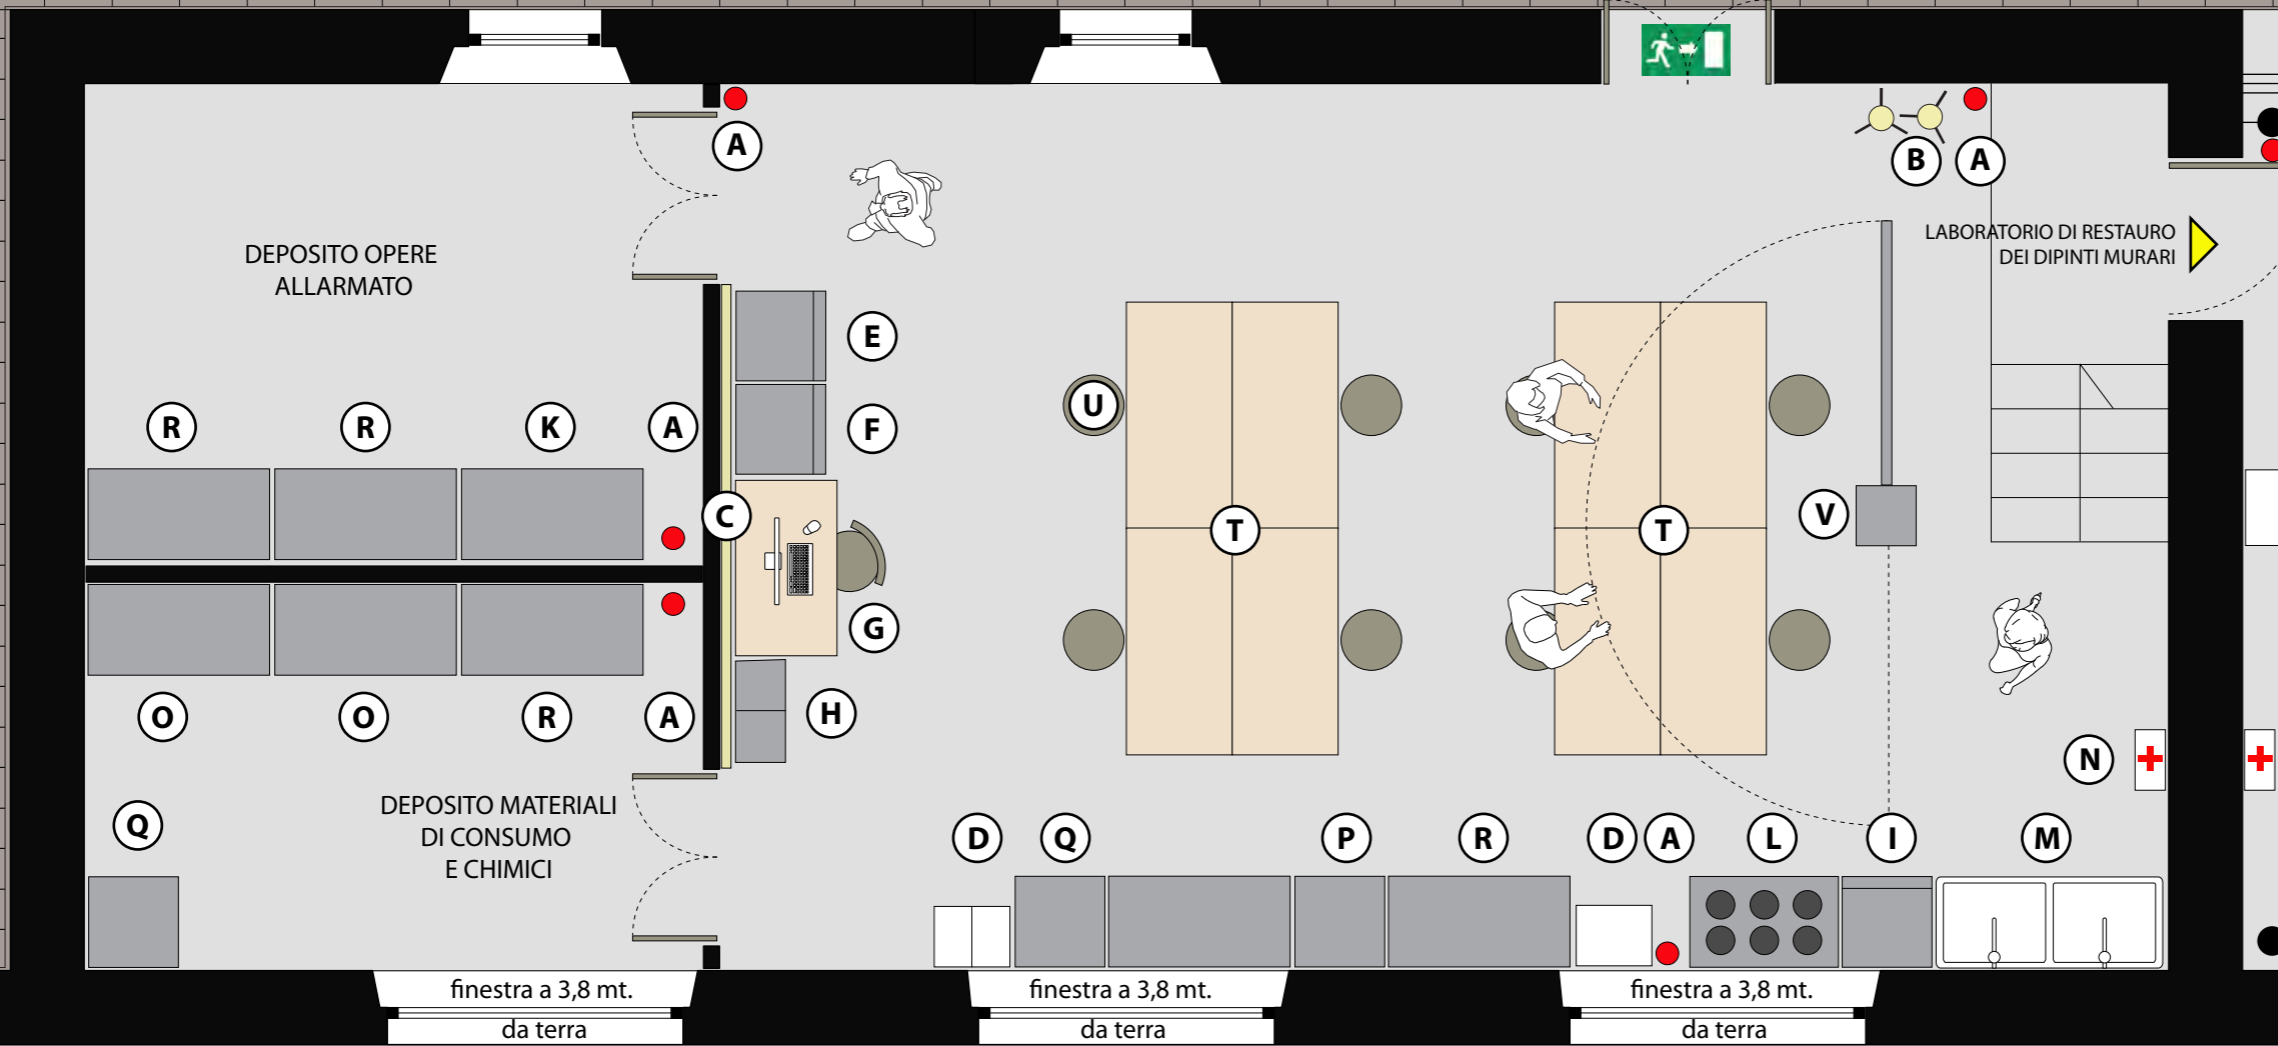 A
B
A
LABORATORIO DI RESTAURO
DEI DIPINTI MURARI
DEPOSITO OPERE
ALLARMATO
E
R
R
K
A
F
U
C
T
T
V
G
O
O
R
A
H
N
DEPOSITO MATERIALI
DI CONSUMO
E CHIMICI
Q
D
Q
P
R
D
A
L
I
M
finestra a 3,8 mt.
da terra
finestra a 3,8 mt.
da terra
finestra a 3,8 mt.
da terra